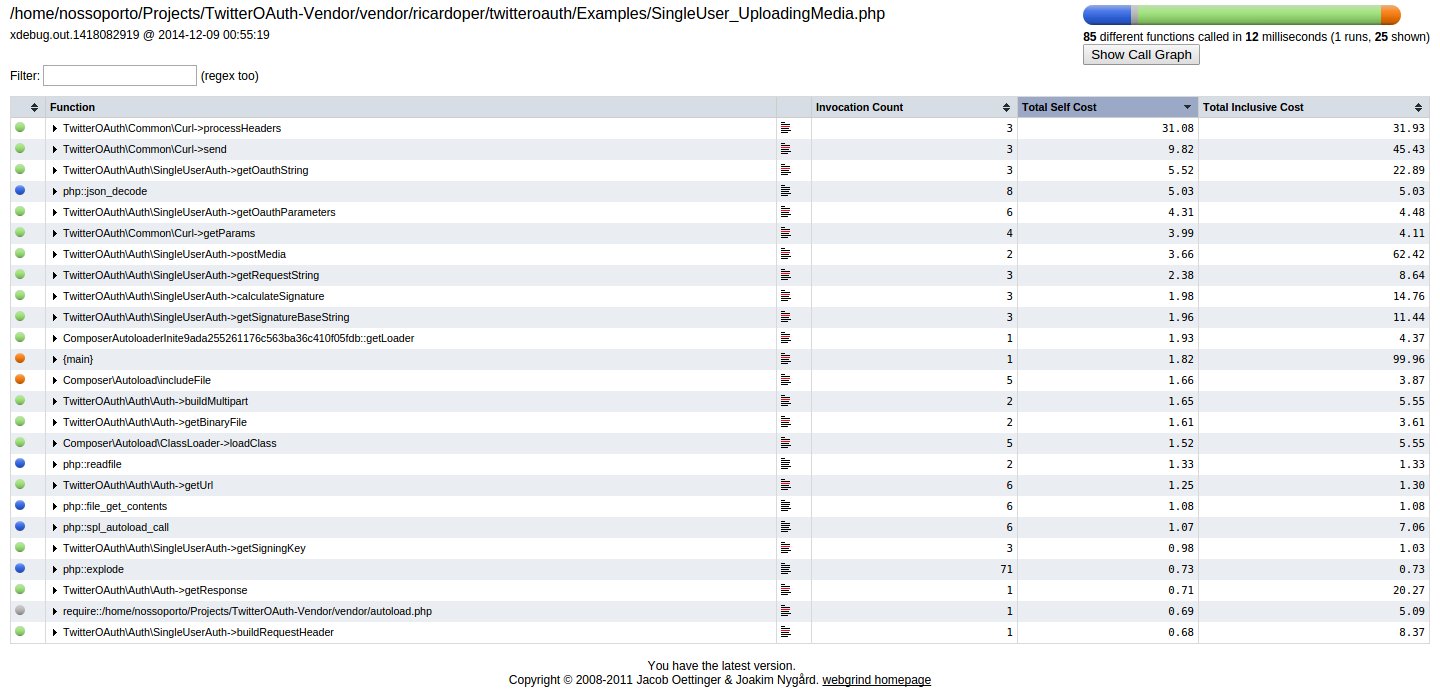 /home/nossoporto/Projects/TwitterOAuth-Vendor/vendor/ricardoper/twitteroauth/Examples/SingleUser_UploadingMedia.php
xdebug.out.1418082919 @ 2014-12-09 00:55:19
85 different functions called in 12 milliseconds (1 runs, 25 shown)
Show Call Graph
Filter: (regex too)
Function Invocation Count Total Self Cost Total Inclusive Cost
TwitterOAuth\Common\Curl->processHeaders 3 31.08 31.93
TwitterOAuth\Common\Curl->send 3 9.82 45.43
TwitterOAuth\Auth\SingleUserAuth->getOauthString 3 5.52 22.89
php::json_decode 8 5.03 5.03
TwitterOAuth\Auth\SingleUserAuth->getOauthParameters 6 4.31 4.48
TwitterOAuth\Common\Curl->getParams 4 3.99 4.11
TwitterOAuth\Auth\SingleUserAuth->postMedia 2 3.66 62.42
TwitterOAuth\Auth\SingleUserAuth->getRequestString 3 2.38 8.64
TwitterOAuth\Auth\SingleUserAuth->calculateSignature 3 1.98 14.76
TwitterOAuth\Auth\SingleUserAuth->getSignatureBaseString 3 1.96 11.44
ComposerAutoloaderInite9ada255261176c563ba36c410f05fdb::getLoader 1 1.93 4.37
{main} 1 1.82 99.96
Composer\Autoload\includeFile 5 1.66 3.87
TwitterOAuth\Auth\Auth->buildMultipart 2 1.65 5.55
TwitterOAuth\Auth\Auth->getBinaryFile 2 1.61 3.61
Composer\Autoload\ClassLoader->loadClass 5 1.52 5.55
php::readfile 2 1.33 1.33
TwitterOAuth\Auth\Auth->getUrl 6 1.25 1.30
php::file_get_contents 6 1.08 1.08
php::spl_autoload_call 6 1.07 7.06
TwitterOAuth\Auth\SingleUserAuth->getSigningKey 3 0.98 1.03
php::explode 71 0.73 0.73
TwitterOAuth\Auth\Auth->getResponse 1 0.71 20.27
require::/home/nossoporto/Projects/TwitterOAuth-Vendor/vendor/autoload.php 1 0.69 5.09
TwitterOAuth\Auth\SingleUserAuth->buildRequestHeader 1 0.68 8.37
You have the latest version.
Copyright © 2008-2011 Jacob Oettinger & Joakim Nygård. webgrind homepage